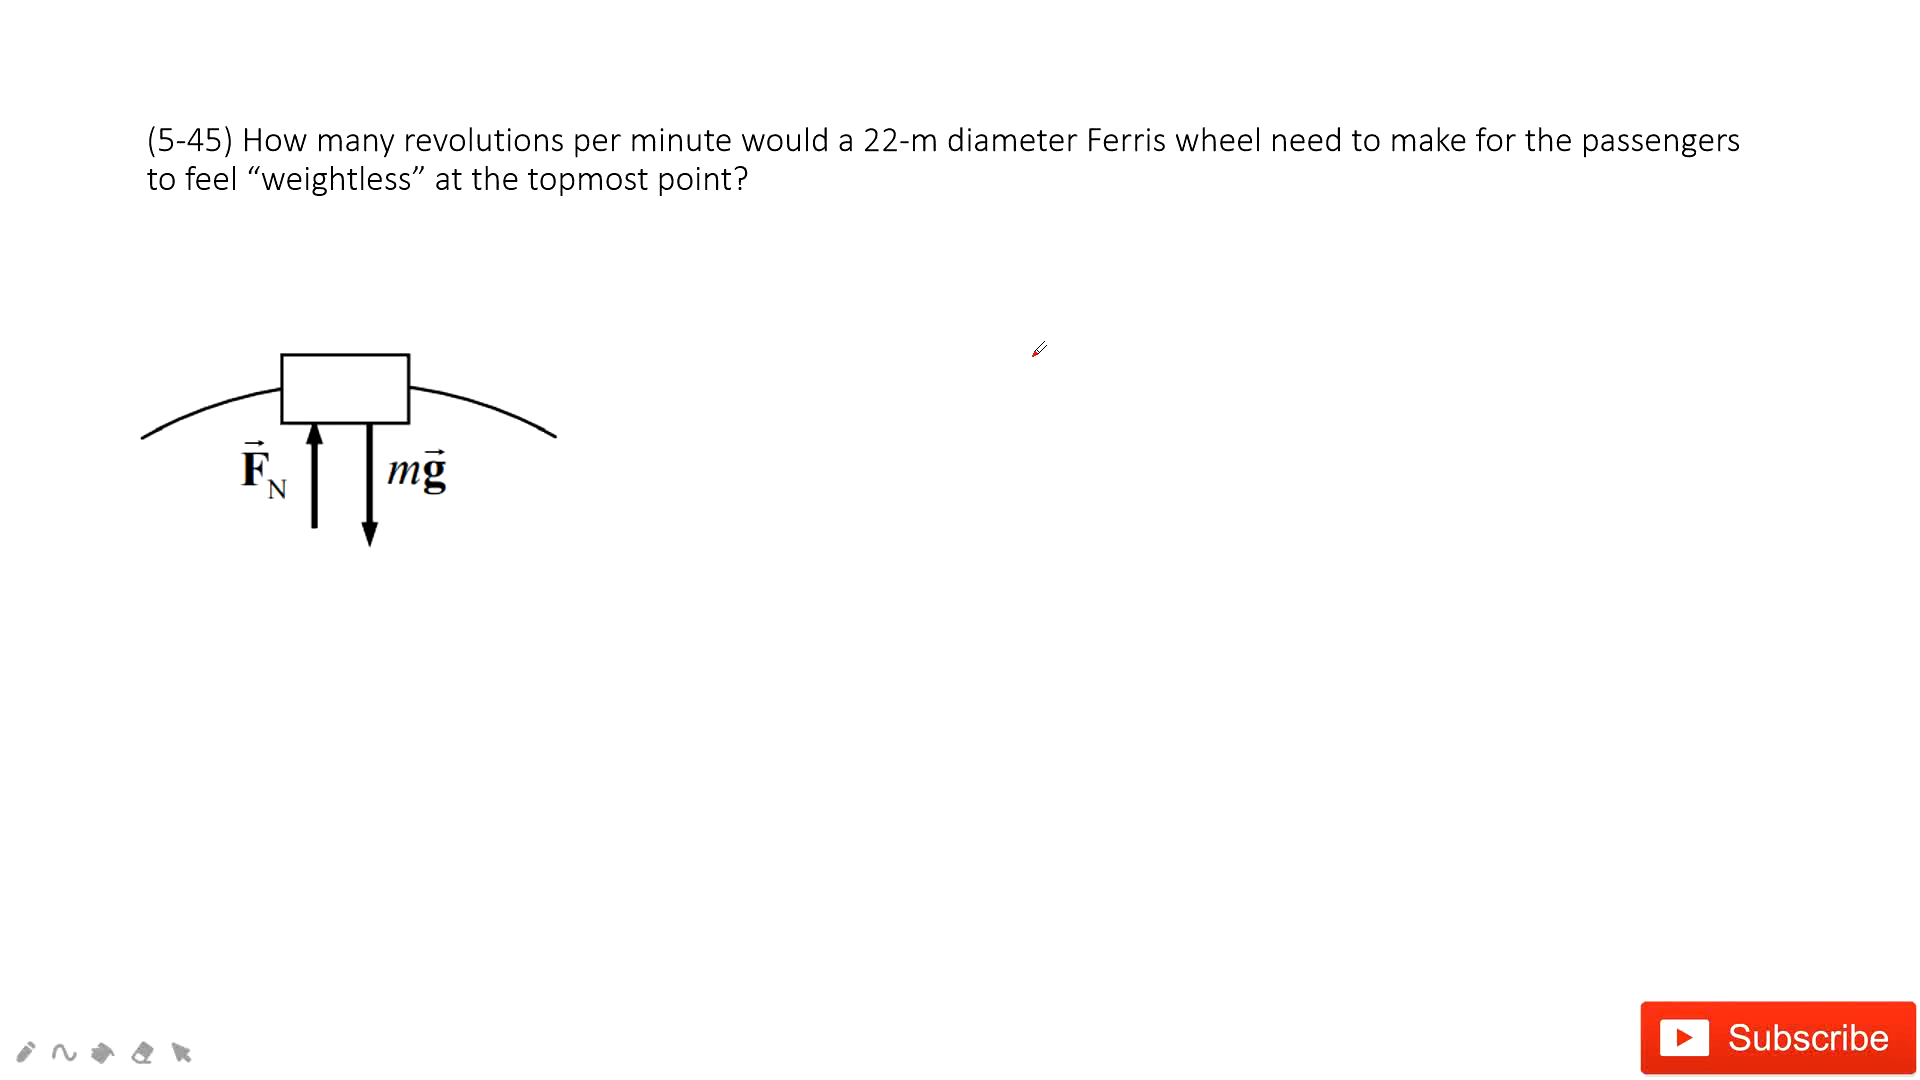 (5-45) How many revolutions per minute would a 22-m diameter Ferris wheel need to make for the passengers
to feel “weightless” at the topmost point?
F⃗N
mg⃗
Subscribe